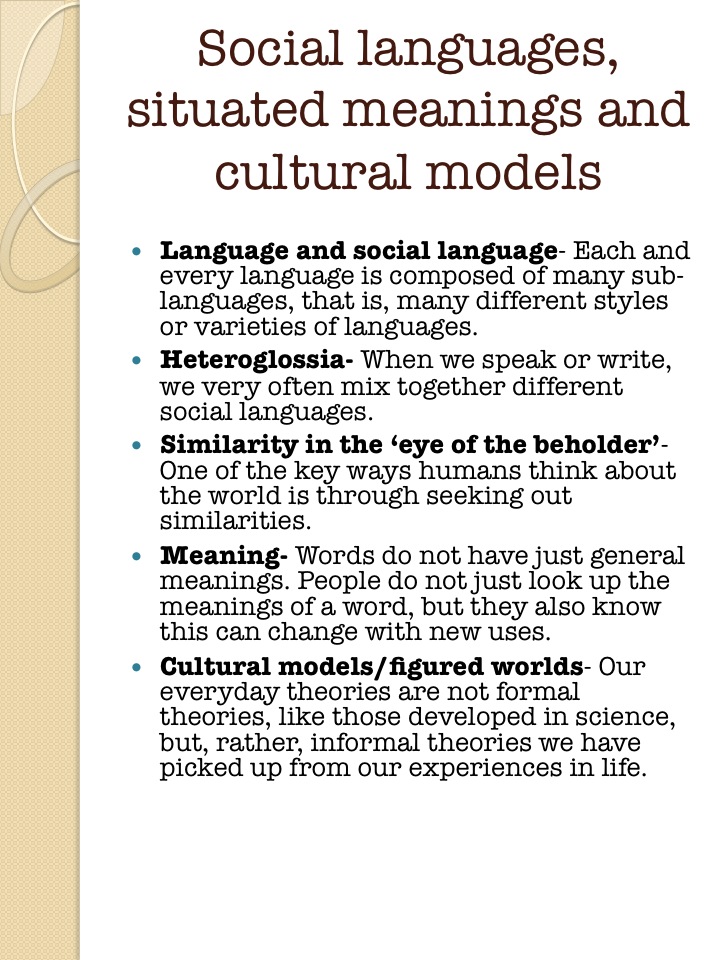 Social languages,
situated meanings and
cultural models
• Language and social language- Each and
every language is composed of many sub-
languages, that is, many different styles
or varieties of languages.
• Heteroglossia- When we speak or write,
we very often mix together different
social languages.
• Similarity in the ‘eye of the beholder’-
One of the key ways humans think about
the world is through seeking out
similarities.
• Meaning- Words do not have just general
meanings. People do not just look up the
meanings of a word, but they also know
this can change with new uses.
• Cultural models/figured worlds- Our
everyday theories are not formal
theories, like those developed in science,
but, rather, informal theories we have
picked up from our experiences in life.